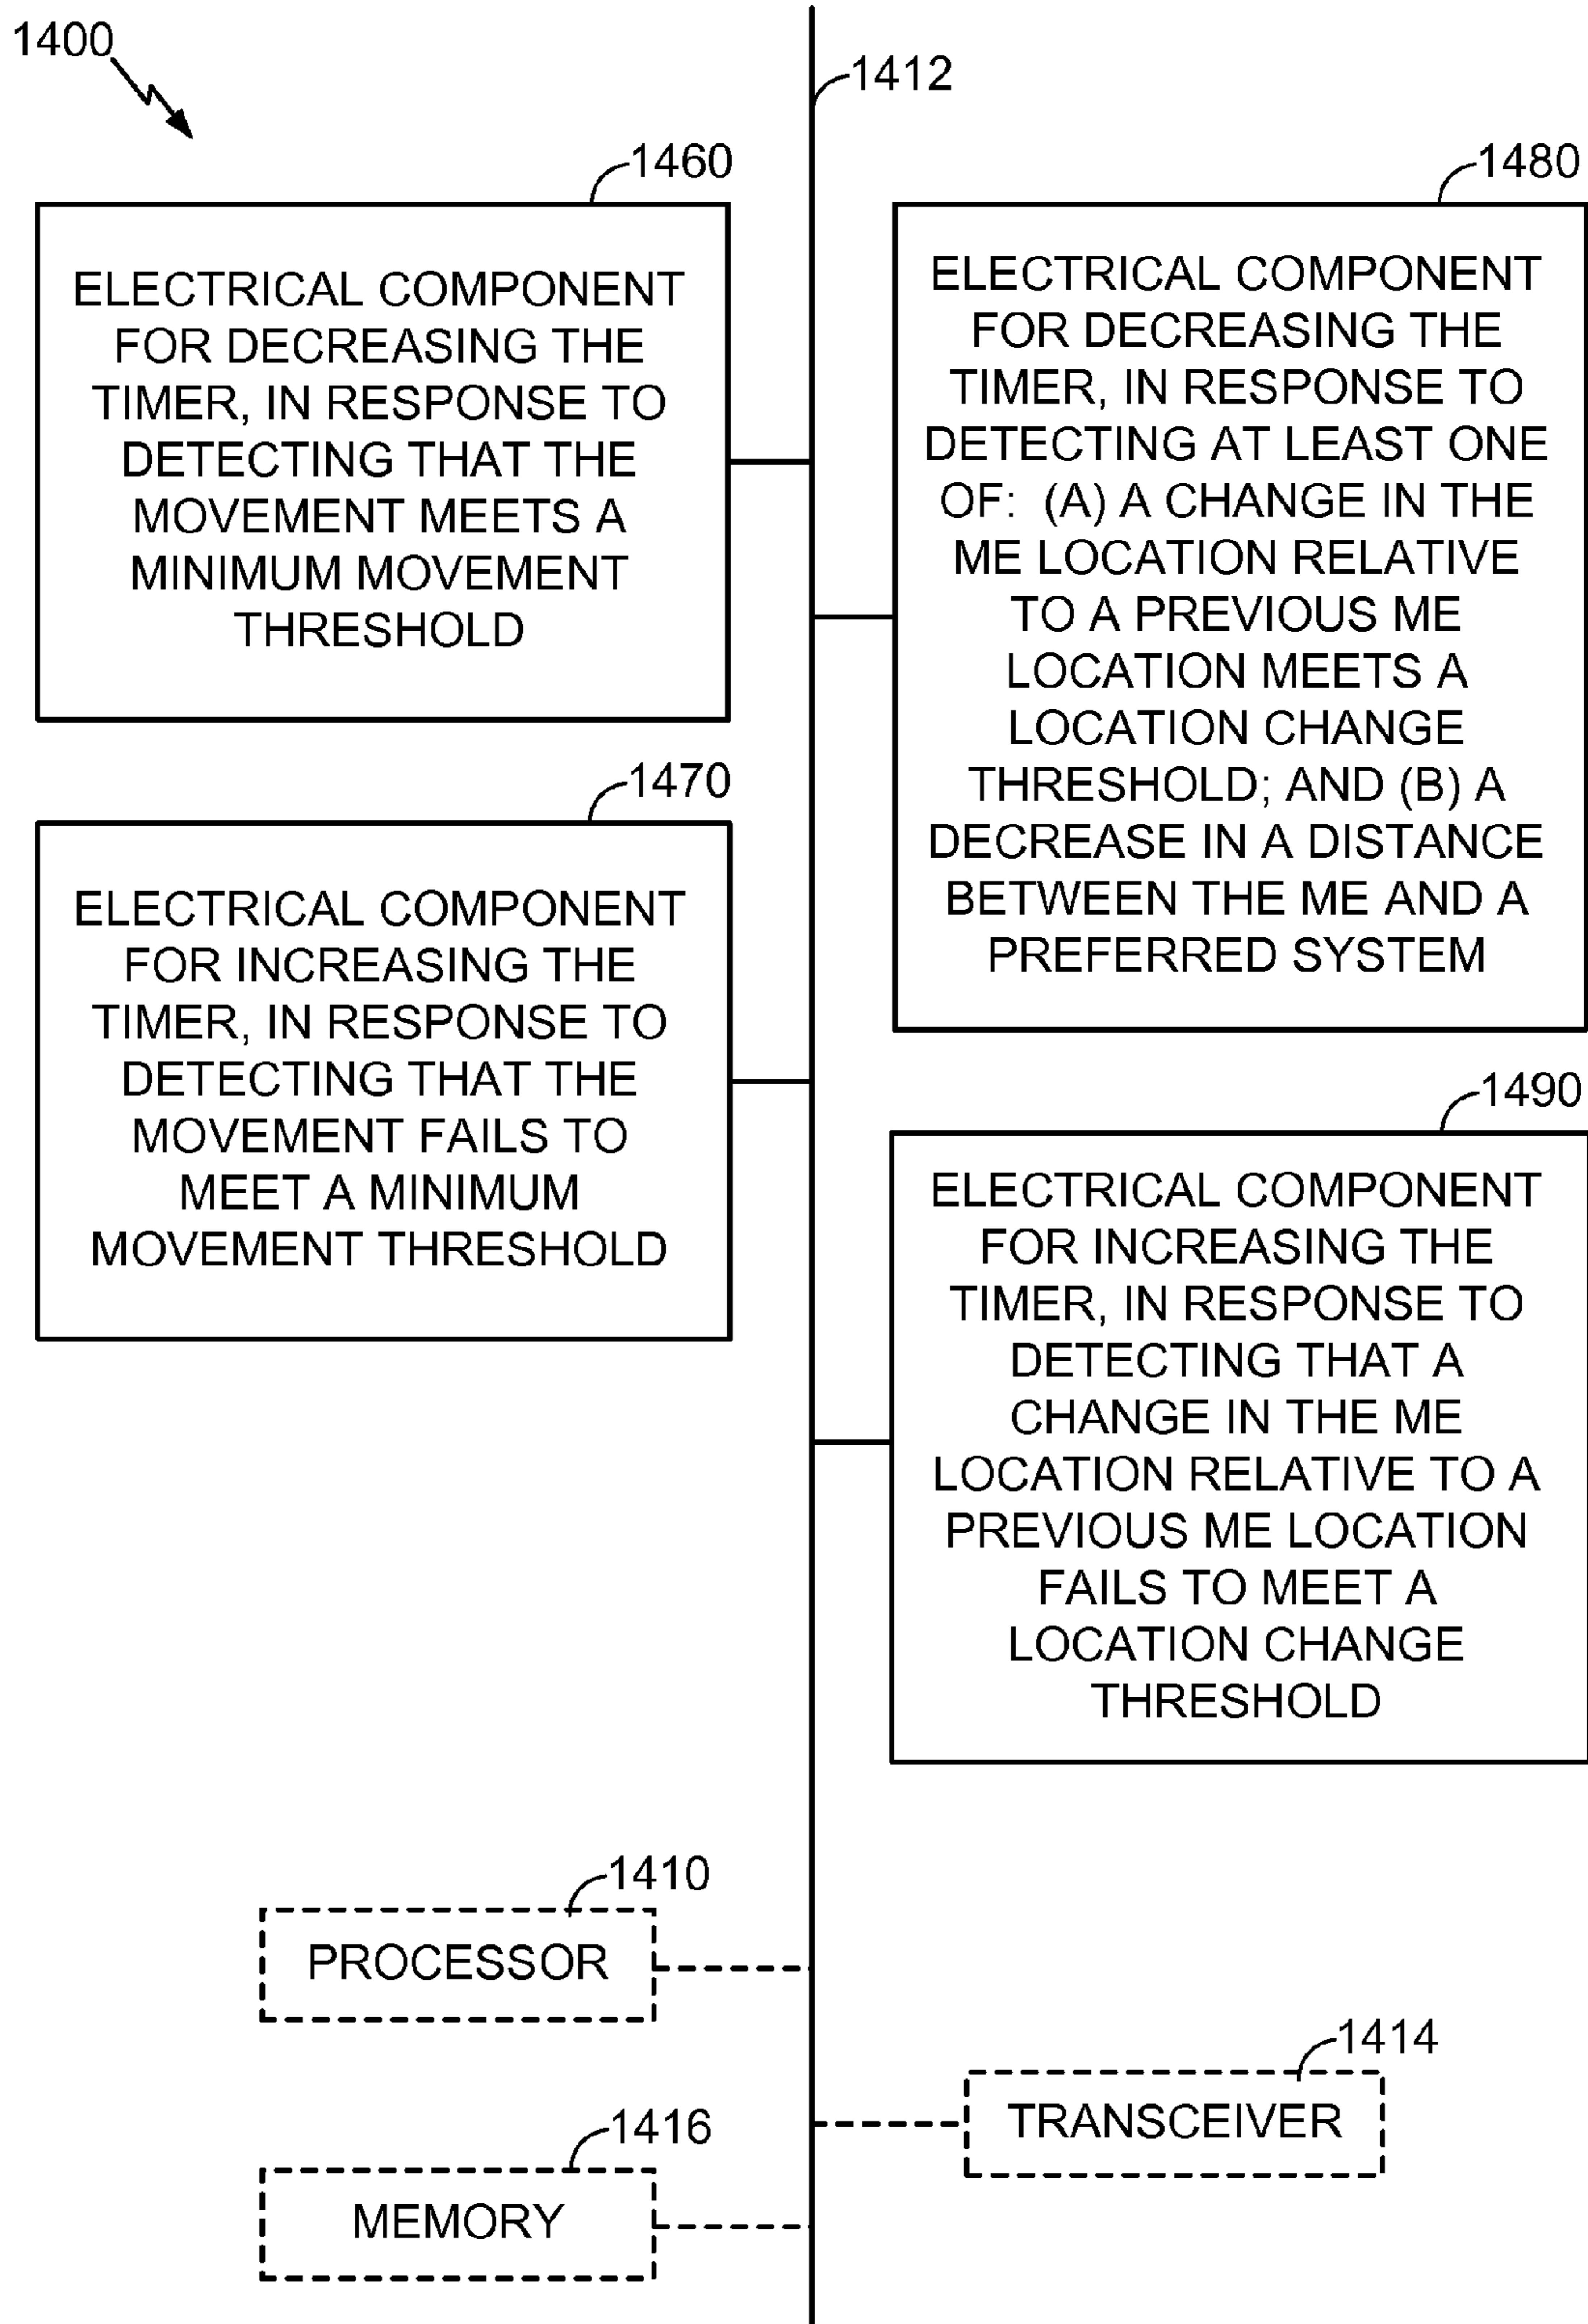 1400
1412
1460
ELECTRICAL COMPONENT
FOR DECREASING THE
TIMER, IN RESPONSE TO
DETECTING THAT THE
MOVEMENT MEETS A
MINIMUM MOVEMENT
THRESHOLD
1470
ELECTRICAL COMPONENT
FOR INCREASING THE
TIMER, IN RESPONSE TO
DETECTING THAT THE
MOVEMENT FAILS TO
MEET A MINIMUM
MOVEMENT THRESHOLD
1480
ELECTRICAL COMPONENT
FOR DECREASING THE
TIMER, IN RESPONSE TO
DETECTING AT LEAST ONE
OF: (A) A CHANGE IN THE
ME LOCATION RELATIVE
TO A PREVIOUS ME
LOCATION MEETS A
LOCATION CHANGE
THRESHOLD; AND (B) A
DECREASE IN A DISTANCE
BETWEEN THE ME AND A
PREFERRED SYSTEM
1490
ELECTRICAL COMPONENT
FOR INCREASING THE
TIMER, IN RESPONSE TO
DETECTING THAT A
CHANGE IN THE ME
LOCATION RELATIVE TO A
PREVIOUS ME LOCATION
FAILS TO MEET A
LOCATION CHANGE
THRESHOLD
1410
PROCESSOR
1414
TRANSCEIVER
1416
MEMORY